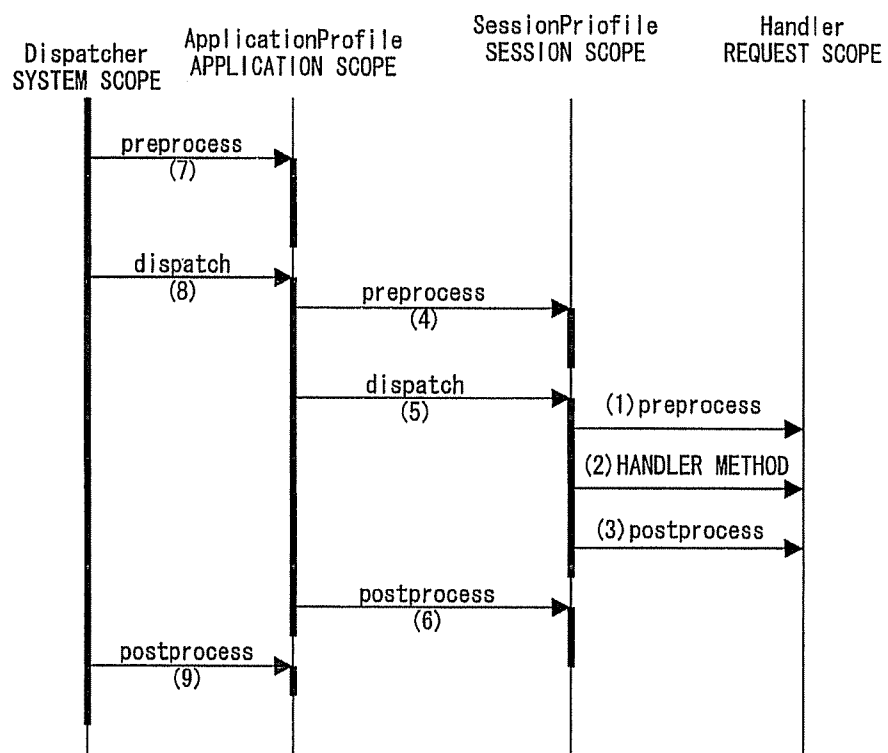 Dispatcher
SYSTEM SCOPE
ApplicationProfile
APPLICATION SCOPE
SessionPriofile
SESSION SCOPE
Handler
REQUEST SCOPE
preprocess
(7)
dispatch
(8)
preprocess
(4)
dispatch
(5)
(1)preprocess
(2)HANDLER METHOD
(3)postprocess
postprocess
(6)
postprocess
(9)